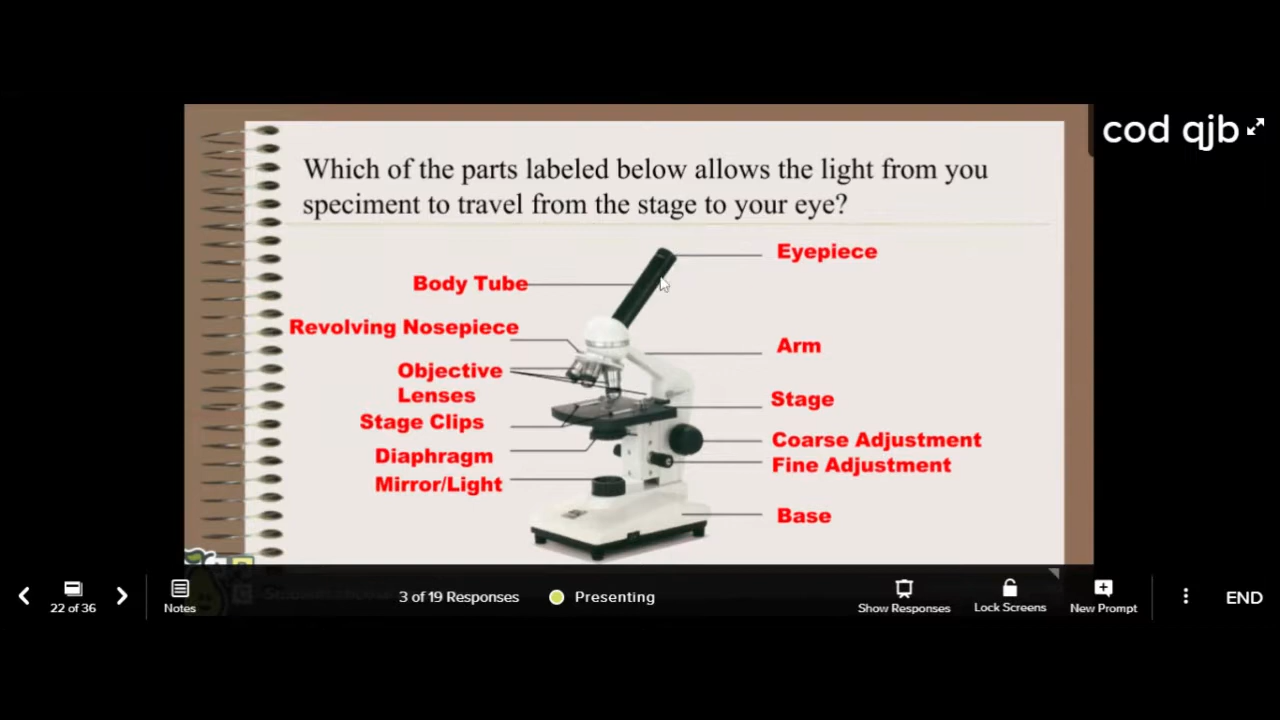 cod qjb
Which of the parts labeled below allows the light from you
speciment to travel from the stage to your eye?
Eyepiece
Body Tube
Revolving Nosepiece
Arm
Objective
Lenses
Stage
Stage Clips
Coarse Adjustment
Diaphragm
Fine Adjustment
Mirror/Light
Base
22 of 36
Notes
3 of 19 Responses
Presenting
Show Responses
Lock Screens
New Prompt
END